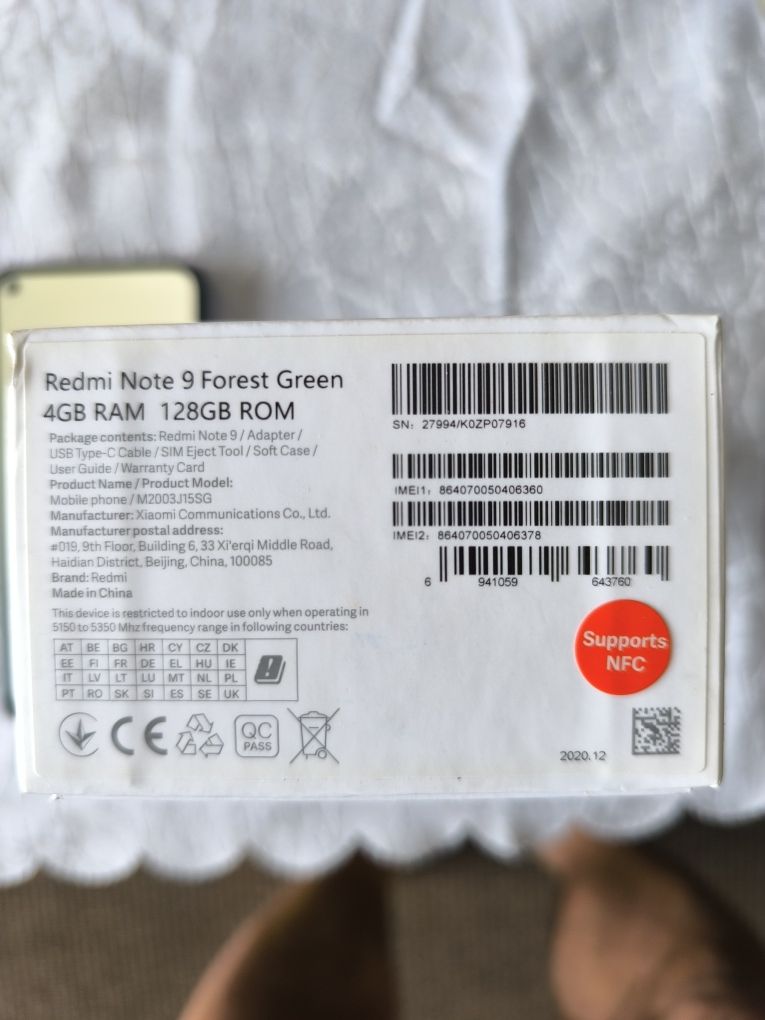 Redmi Note 9 Forest Green
4GB RAM 128GB ROM
Package contents: Redmi Note 9 / Adapter /
USB Type-C Cable / SIM Eject Tool / Soft Case /
User Guide / Warranty Card
Product Name / Product Model:
Mobile phone / M2003J15SG
Manufacturer: Xiaomi Communications Co., Ltd.
Manufacturer postal address:
#019, 9th Floor, Building 6, 33 Xi'erqi Middle Road,
Haidian District, Beijing, China, 100085
Brand: Redmi
Made in China
This device is restricted to indoor use only when operating in
5150 to 5350 Mhz frequency range in following countries:
AT BE BG HR CY CZ DK
EE FI FR DE EL HU IE
IT LV LT LU MT NL PL
PT RO SK SI ES SE UK
CE
QC
PASS
SN: 27994/K0ZP07916
IMEI1: 864070050406360
IMEI2: 864070050406378
6 941059 643760
Supports
NFC
2020.12